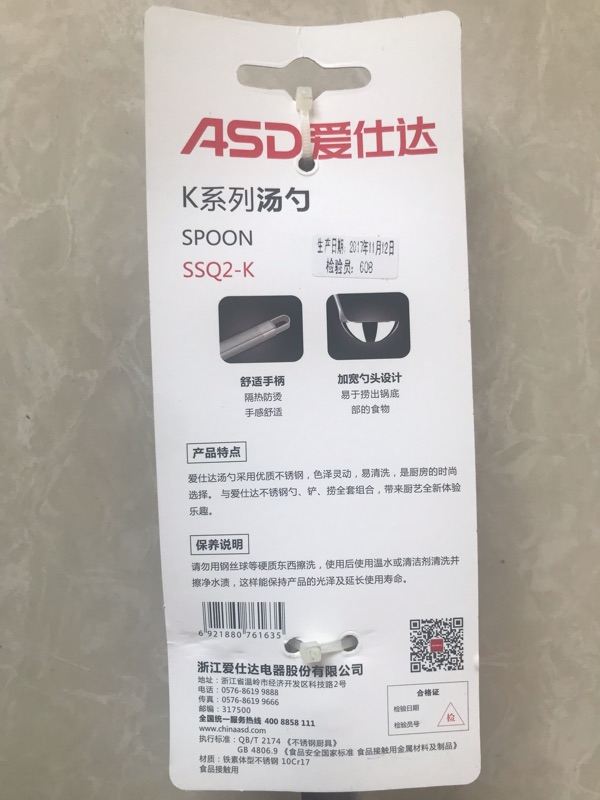 ASD爱仕达
K系列汤勺
SPOON
SSQ2-K
生产日期: 2017年11月12日
检验员: 608
舒适手柄
隔热防烫
手感舒适
加宽勺头设计
易于捞出锅底
部的食物
产品特点
爱仕达汤勺采用优质不锈钢，色泽灵动，易清洗，是厨房的时尚
选择。与爱仕达不锈钢勺、铲、捞全套组合，带来厨艺全新体验
乐趣。
保养说明
请勿用钢丝球等硬质东西擦洗，使用后使用温水或清洁剂清洗并
擦净水渍，这样能保持产品的光泽及延长使用寿命。
6 921880 761635
浙江爱仕达电器股份有限公司
地址：浙江省温岭市经济开发区科技路2号
电话：0576-8619 9888
传真：0576-8619 9666
邮编：317500
全国统一服务热线 400 8858 111
www.chinaasd.com
执行标准：QB/T 2174《不锈钢厨具》
GB 4806.9《食品安全国家标准 食品接触用金属材料及制品》
材质：铁素体型不锈钢 10Cr17
食品接触用
合格证
检验日期
检验员号
检